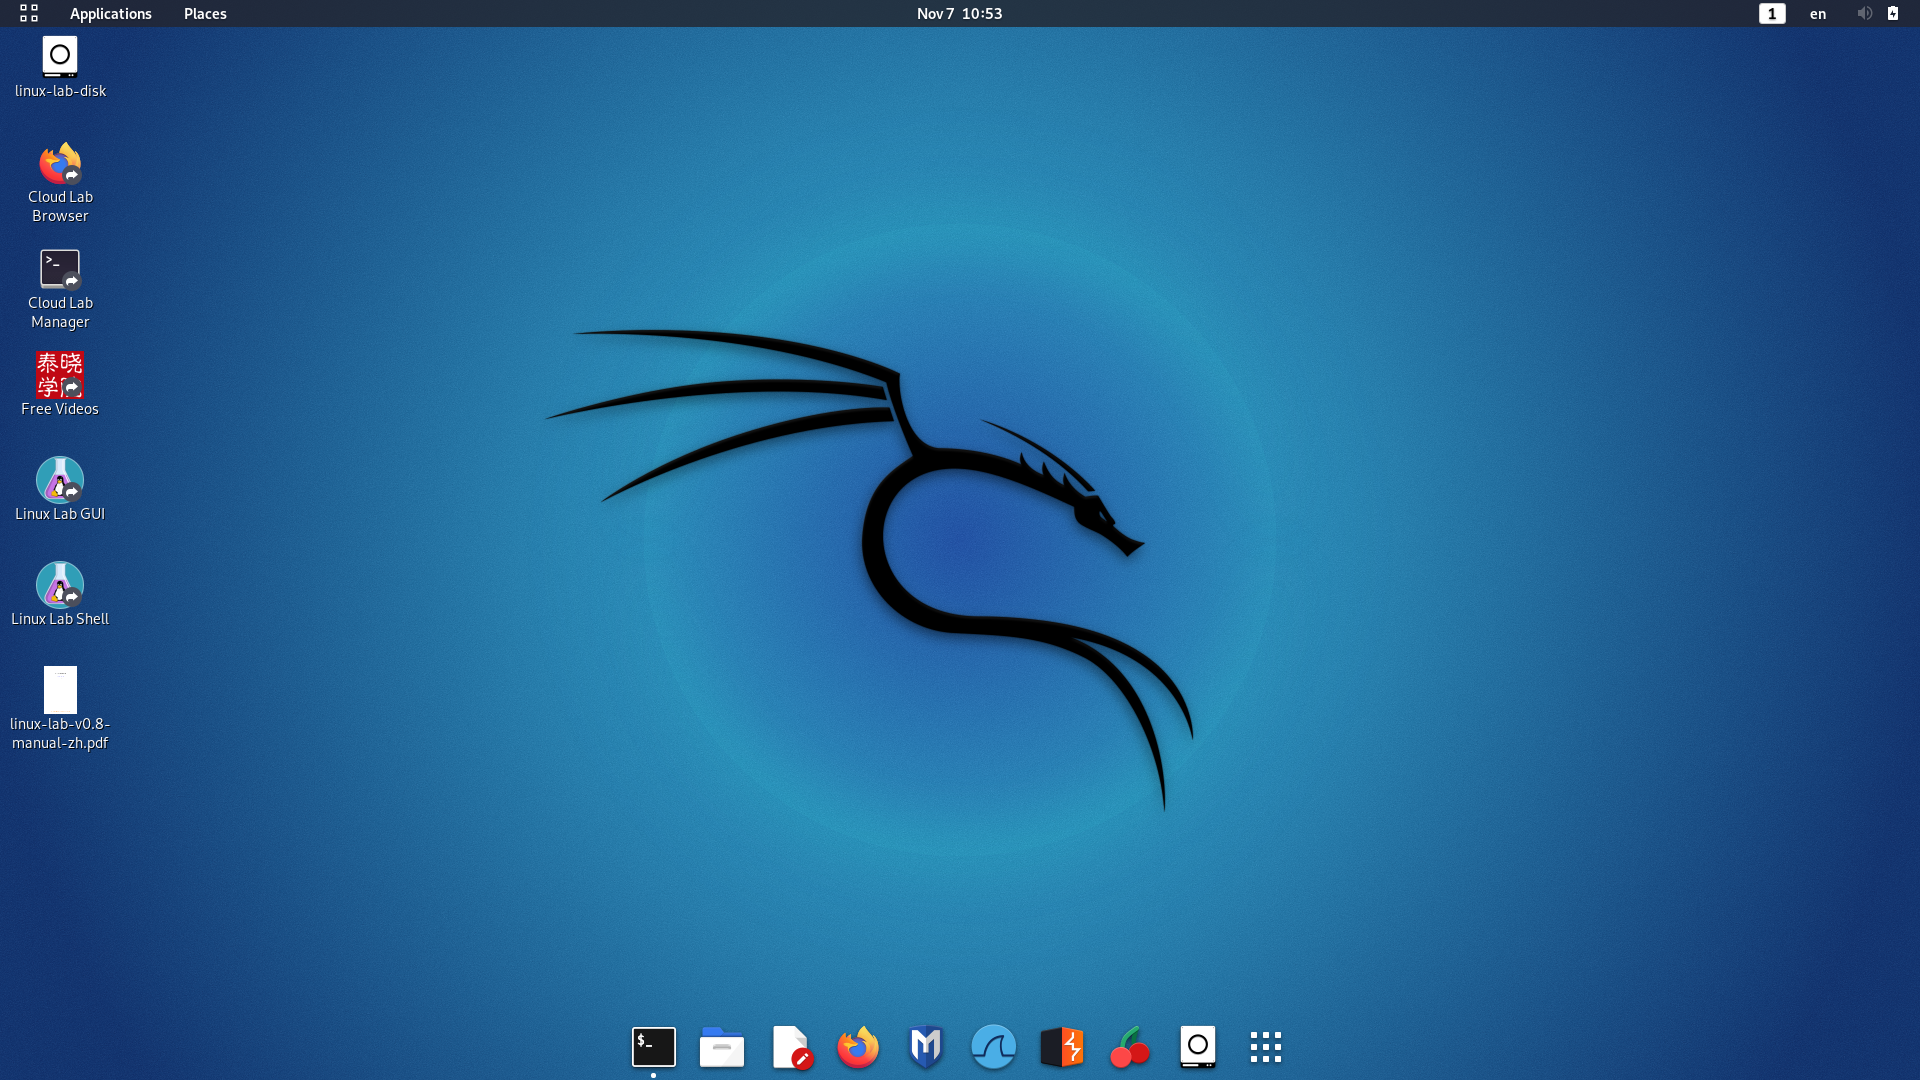 Applications Places Nov 7 10:53 1 en
linux-lab-disk
Cloud Lab
Browser
>_
Cloud Lab
Manager
泰晓
学院
Free Videos
Linux Lab GUI
Linux Lab Shell
linux-lab-v0.8-
manual-zh.pdf
$_
M